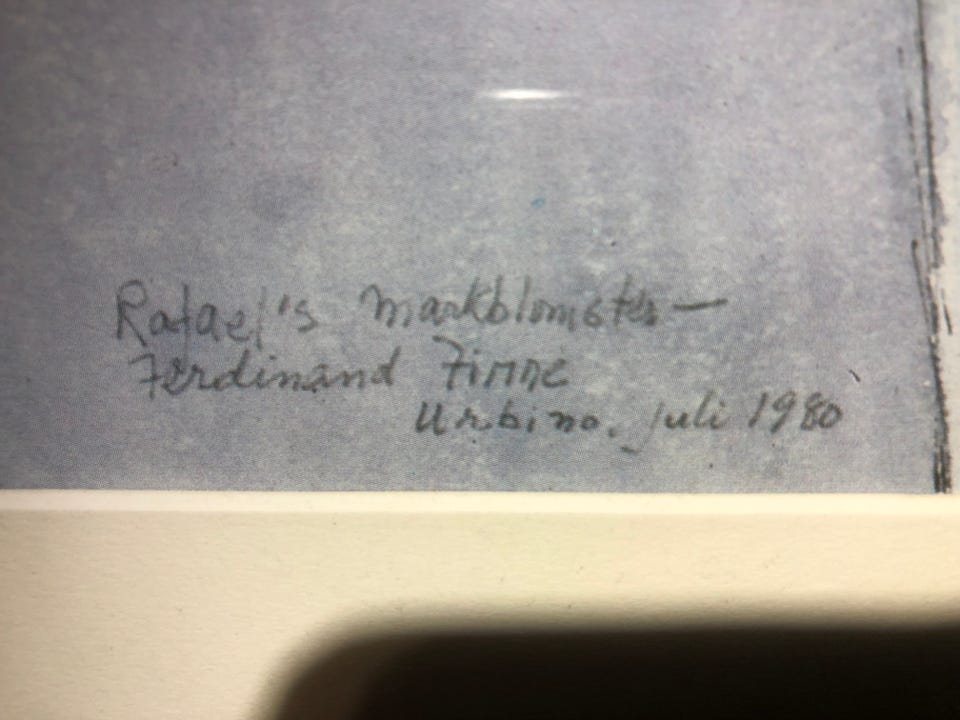 Rafael's markblomster—
Ferdinand Finne
Urbino, juli 1980